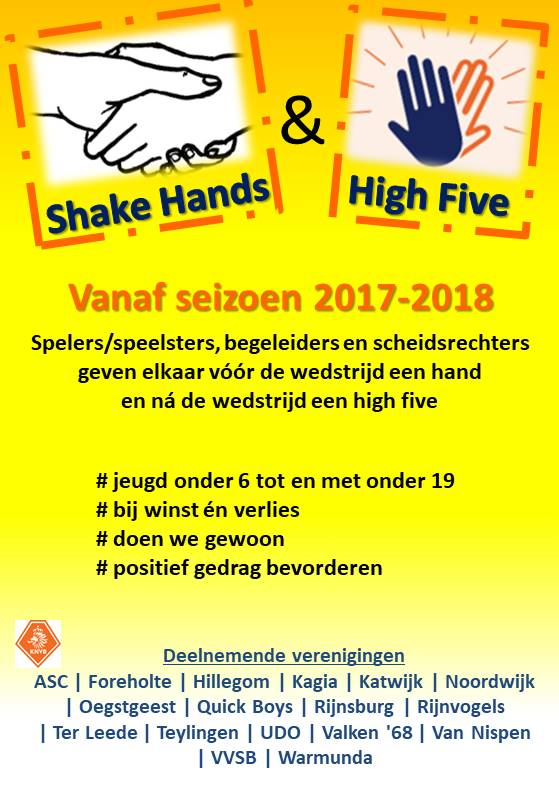 Shake Hands
&
High Five
Vanaf seizoen 2017-2018
Spelers/speelsters, begeleiders en scheidsrechters
geven elkaar vóór de wedstrijd een hand
en ná de wedstrijd een high five
# jeugd onder 6 tot en met onder 19
# bij winst én verlies
# doen we gewoon
# positief gedrag bevorderen
KNVB
Deelnemende verenigingen
ASC | Foreholte | Hillegom | Kagia | Katwijk | Noordwijk
| Oegstgeest | Quick Boys | Rijnsburg | Rijnvogels
| Ter Leede | Teylingen | UDO | Valken '68 | Van Nispen
| VVSB | Warmunda